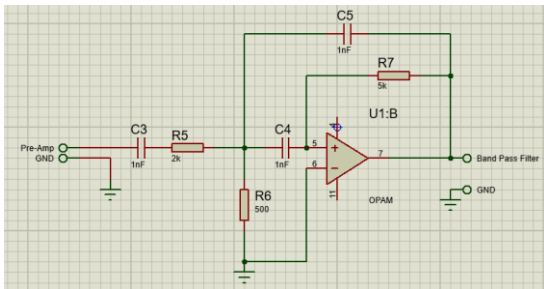 C5
1nF
R7
5k
U1:B
4
C3
R5
C4
Pre-Amp
GND
1nF
2k
1nF
5
6
7
+
−
Band Pass Filter
R6
500
11
OPAM
GND